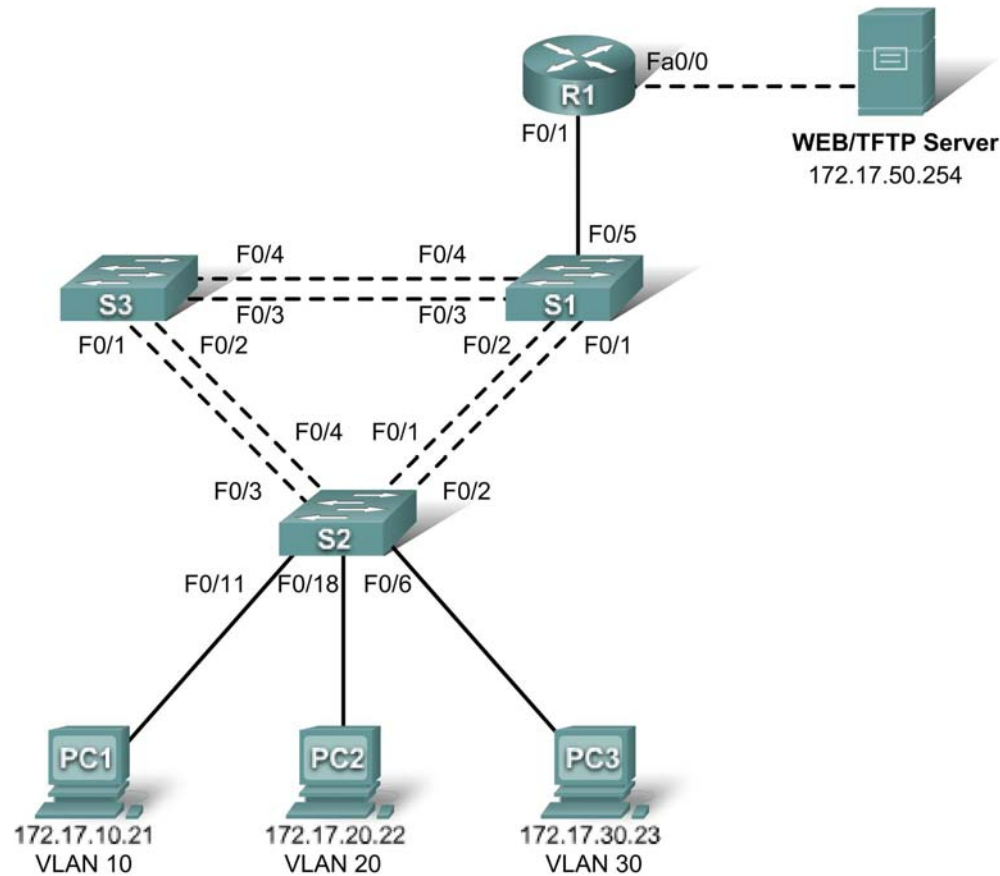 Fa0/0
R1
F0/1
WEB/TFTP Server
172.17.50.254
F0/5
F0/4
F0/4
S3
S1
F0/3
F0/3
F0/1
F0/2
F0/2
F0/1
F0/4
F0/1
F0/3
F0/2
S2
F0/11
F0/18
F0/6
PC1
PC2
PC3
172.17.10.21
172.17.20.22
172.17.30.23
VLAN 10
VLAN 20
VLAN 30